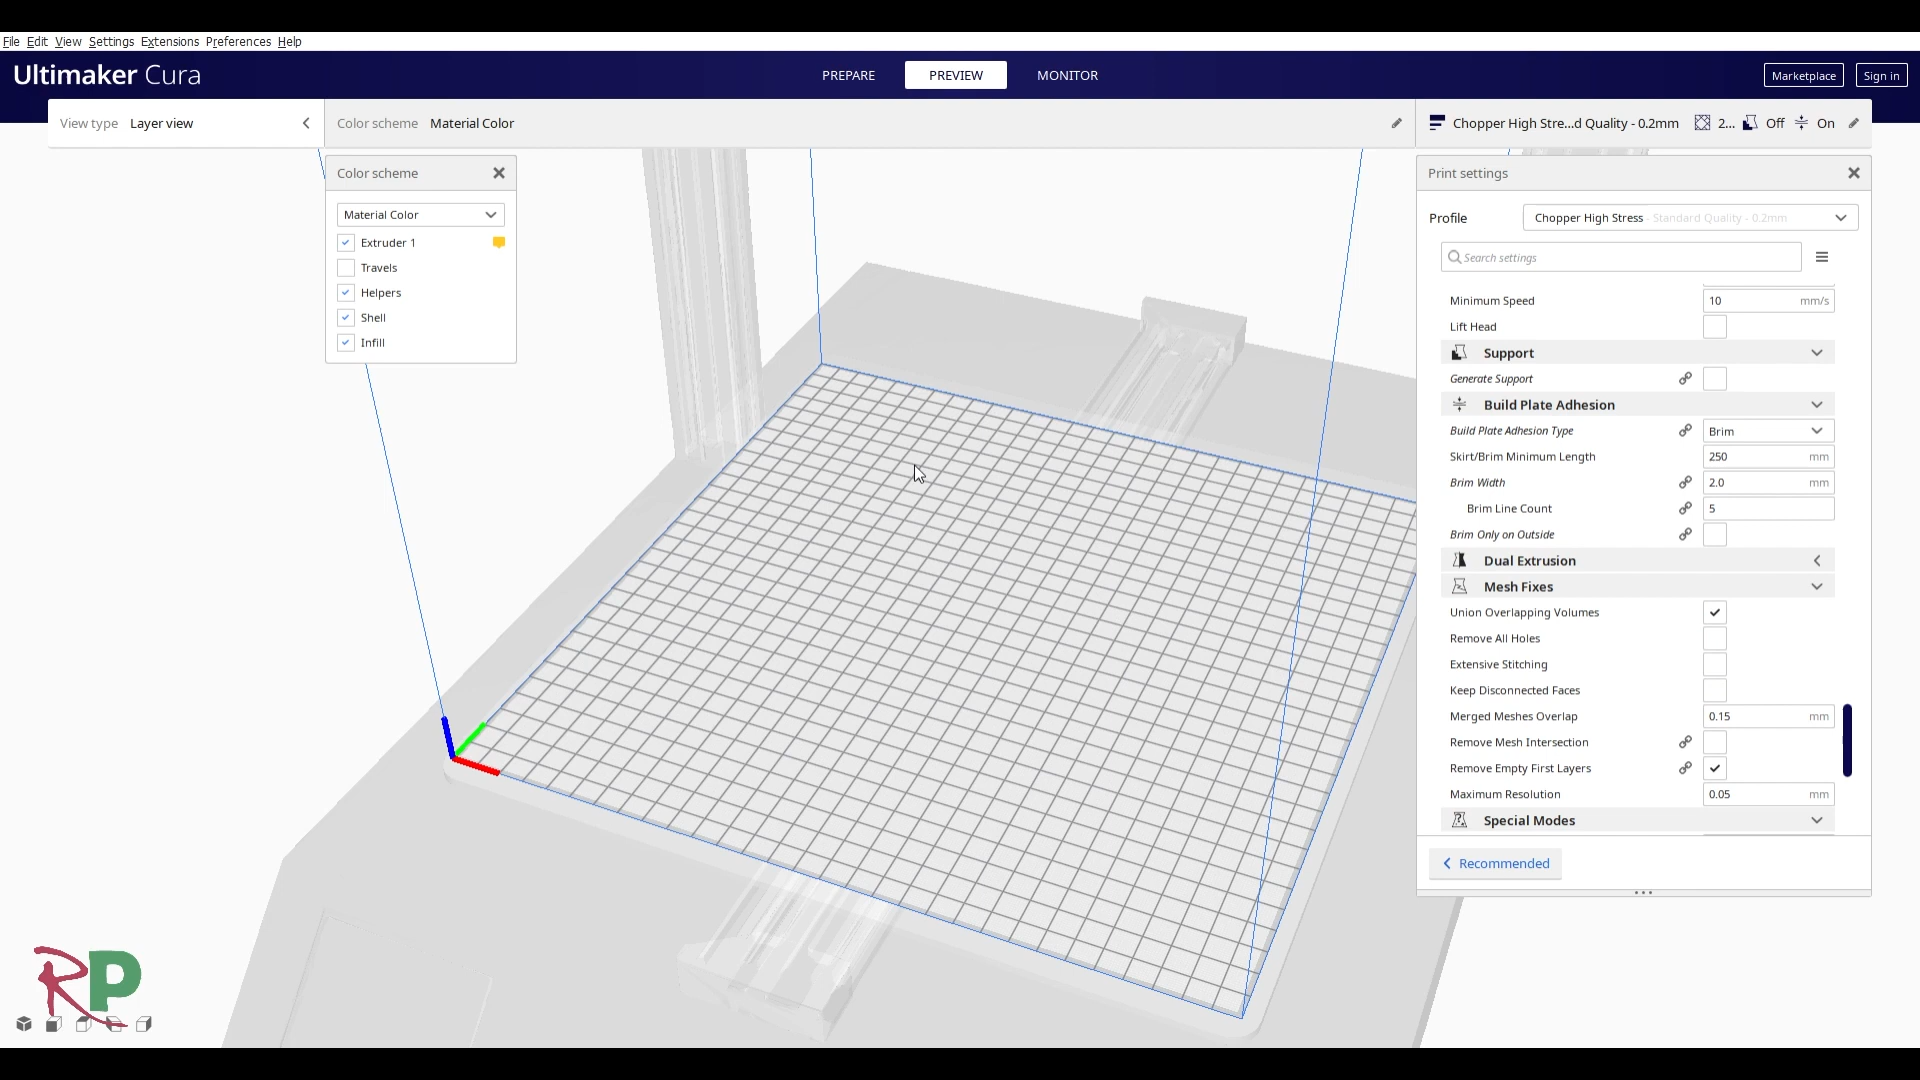 File Edit View Settings Extensions Preferences Help
Ultimaker Cura
PREPARE PREVIEW MONITOR
Marketplace Sign in
View type Layer view
Color scheme Material Color
Chopper High Stre...d Quality - 0.2mm 2... Off On
Color scheme
Material Color
Extruder 1
Travels
Helpers
Shell
Infill
Print settings
Profile Chopper High Stress - Standard Quality - 0.2mm
Search settings
Minimum Speed 10 mm/s
Lift Head
Support
Generate Support
Build Plate Adhesion
Build Plate Adhesion Type Brim
Skirt/Brim Minimum Length 250 mm
Brim Width 2.0 mm
Brim Line Count 5
Brim Only on Outside
Dual Extrusion
Mesh Fixes
Union Overlapping Volumes
Remove All Holes
Extensive Stitching
Keep Disconnected Faces
Merged Meshes Overlap 0.15 mm
Remove Mesh Intersection
Remove Empty First Layers
Maximum Resolution 0.05 mm
Special Modes
Recommended
RP